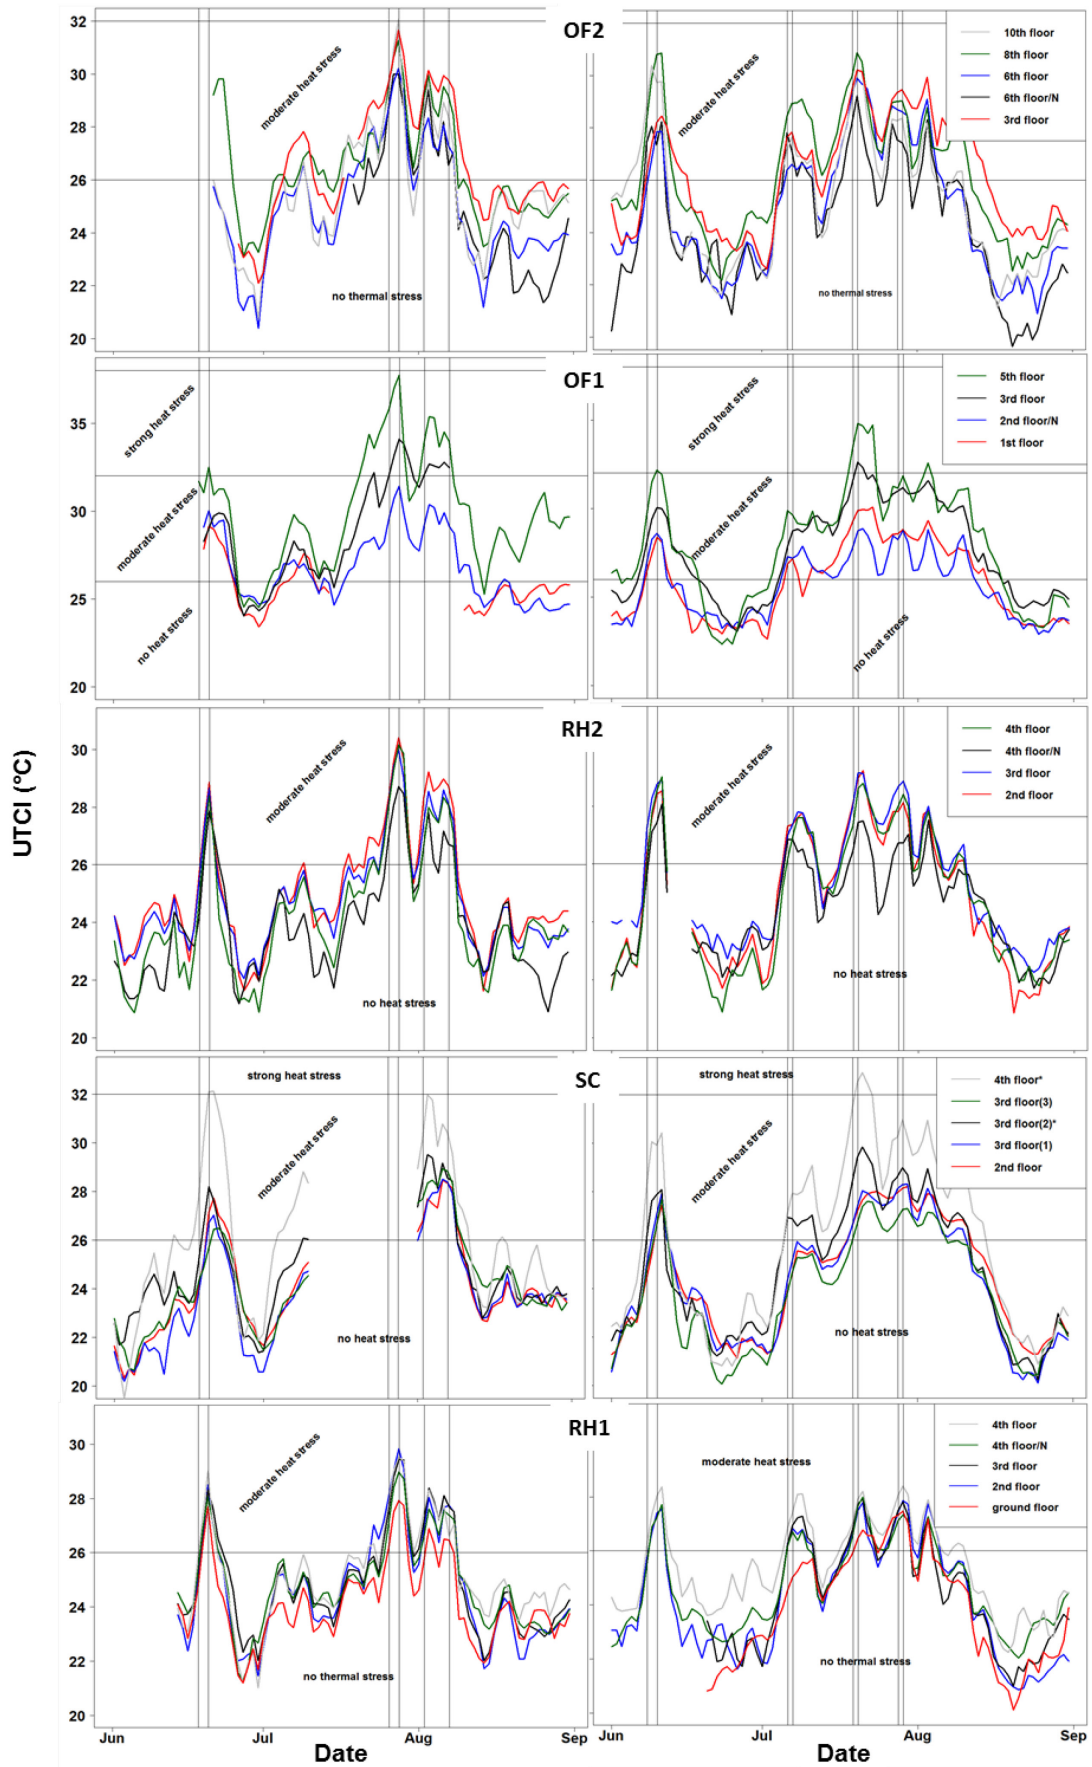 OF2
32
30
28
26
24
22
20
moderate heat stress
no thermal stress
moderate heat stress
no thermal stress
10th floor
8th floor
6th floor
6th floor/N
3rd floor
OF1
35
30
25
20
strong heat stress
moderate heat stress
no heat stress
strong heat stress
moderate heat stress
no heat stress
5th floor
3rd floor
2nd floor/N
1st floor
RH2
30
28
26
24
22
20
moderate heat stress
no heat stress
moderate heat stress
no heat stress
4th floor
4th floor/N
3rd floor
2nd floor
UTCI (°C)
SC
32
30
28
26
24
22
20
strong heat stress
moderate heat stress
no heat stress
strong heat stress
moderate heat stress
no heat stress
4th floor*
3rd floor(3)
3rd floor(2)*
3rd floor(1)
2nd floor
RH1
30
28
26
24
22
20
moderate heat stress
no thermal stress
moderate heat stress
no thermal stress
4th floor
4th floor/N
3rd floor
2nd floor
ground floor
Jun Jul Aug Sep
Jun Jul Aug Sep
Date
Date